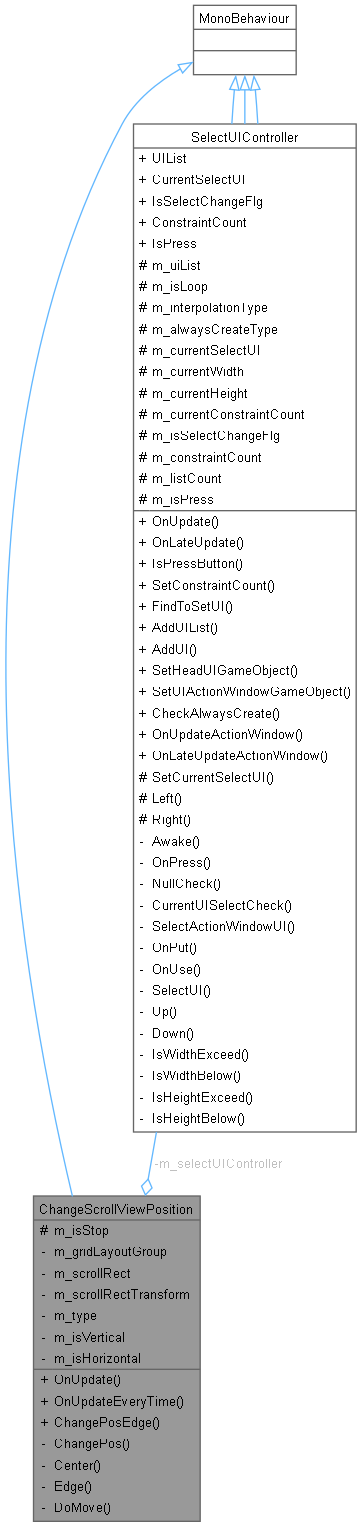 MonoBehaviour
SelectUIController
+ UIList
+ CurrentSelectUI
+ IsSelectChangeFlg
+ ConstraintCount
+ IsPress
# m_uiList
# m_isLoop
# m_interpolationType
# m_alwaysCreateType
# m_currentSelectUI
# m_currentWidth
# m_currentHeight
# m_currentConstraintCount
# m_isSelectChangeFlg
# m_constraintCount
# m_listCount
# m_isPress
+ OnUpdate()
+ OnLateUpdate()
+ IsPressButton()
+ SetConstraintCount()
+ FindToSetUI()
+ AddUIList()
+ AddUI()
+ SetHeadUIGameObject()
+ SetUIActionWindowGameObject()
+ CheckAlwaysCreate()
+ OnUpdateActionWindow()
+ OnLateUpdateActionWindow()
# SetCurrentSelectUI()
# Left()
# Right()
- Awake()
- OnPress()
- NullCheck()
- CurrentUISelectCheck()
- SelectActionWindowUI()
- OnPut()
- OnUse()
- SelectUI()
- Up()
- Down()
- IsWidthExceed()
- IsWidthBelow()
- IsHeightExceed()
- IsHeightBelow()
-m_selectUIController
ChangeScrollViewPosition
# m_isStop
- m_gridLayoutGroup
- m_scrollRect
- m_scrollRectTransform
- m_type
- m_isVertical
- m_isHorizontal
+ OnUpdate()
+ OnUpdateEveryTime()
+ ChangePosEdge()
- ChangePos()
- Center()
- Edge()
- DoMove()